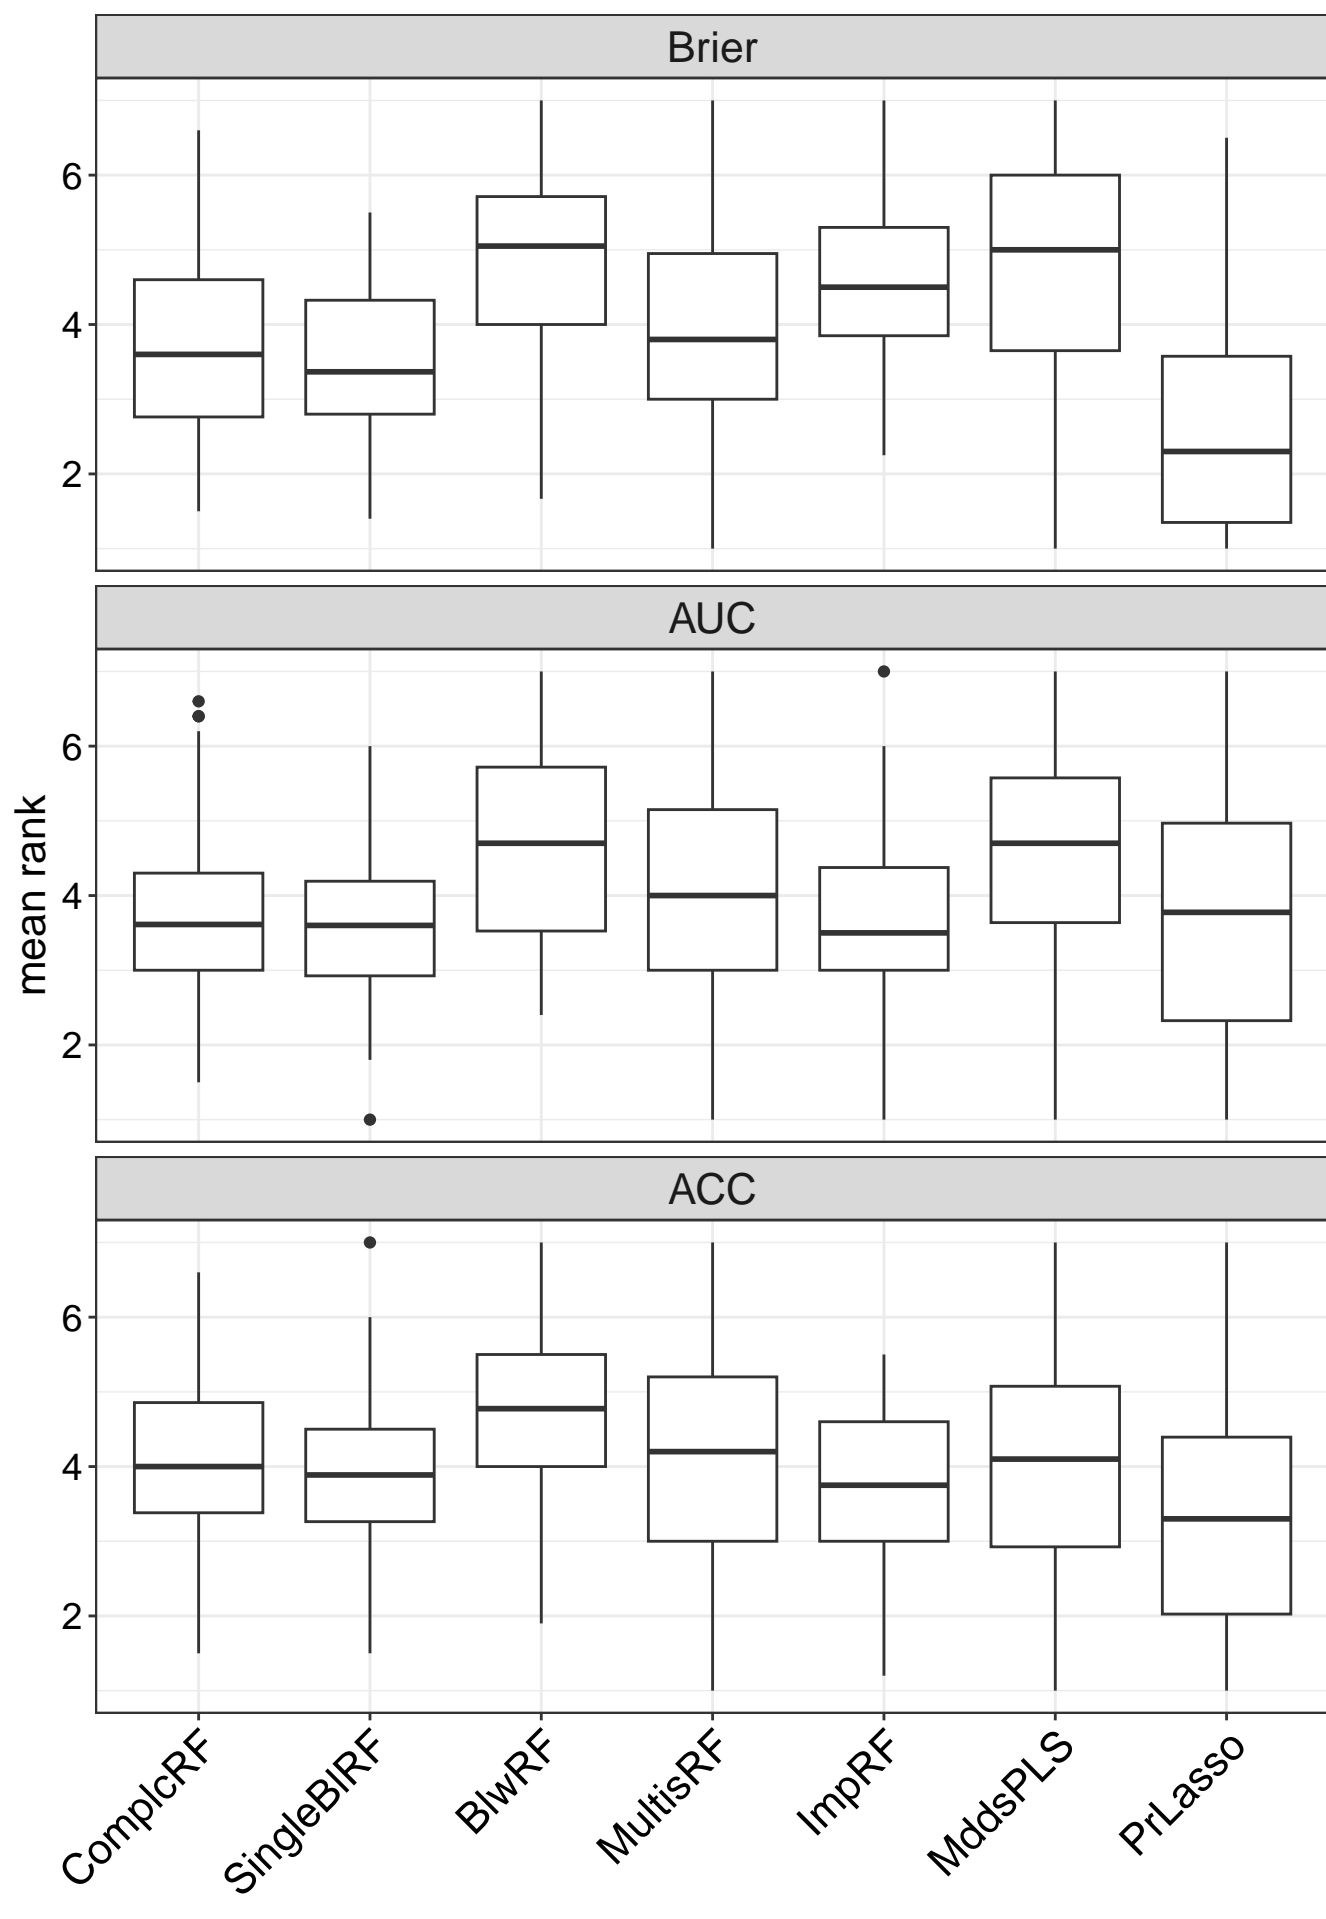 Brier
6
4
2
AUC
6
4
2
mean rank
ACC
6
4
2
ComplcRF
SingleBlRF
BlwRF
MultisRF
ImpRF
MddsPLS
PrLasso